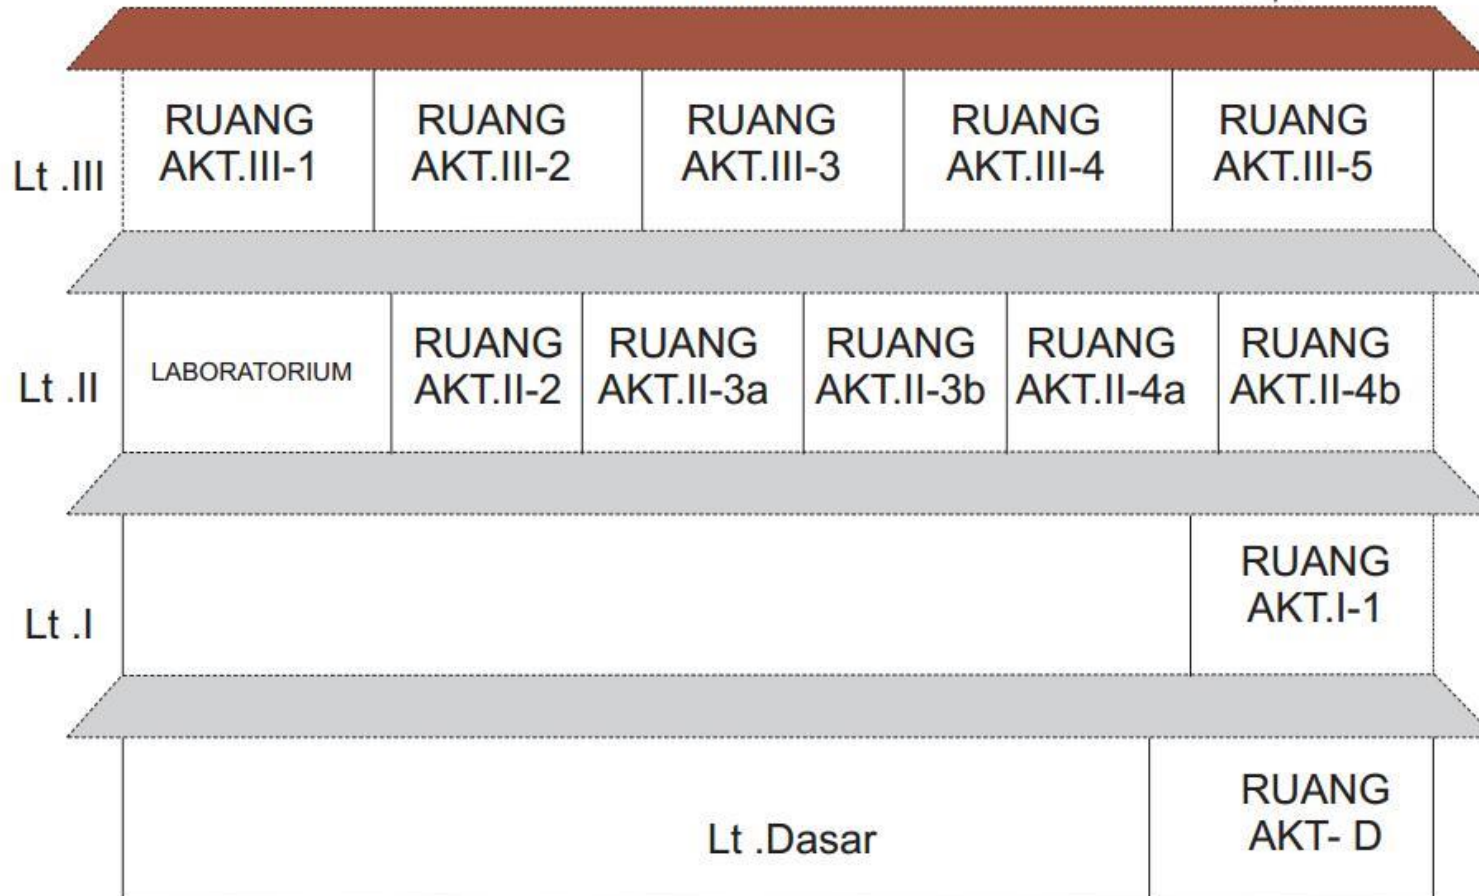 Lt .III
RUANG
AKT.III-1
RUANG
AKT.III-2
RUANG
AKT.III-3
RUANG
AKT.III-4
RUANG
AKT.III-5
Lt .II
LABORATORIUM
RUANG
AKT.II-2
RUANG
AKT.II-3a
RUANG
AKT.II-3b
RUANG
AKT.II-4a
RUANG
AKT.II-4b
Lt .I
RUANG
AKT.I-1
Lt .Dasar
RUANG
AKT- D